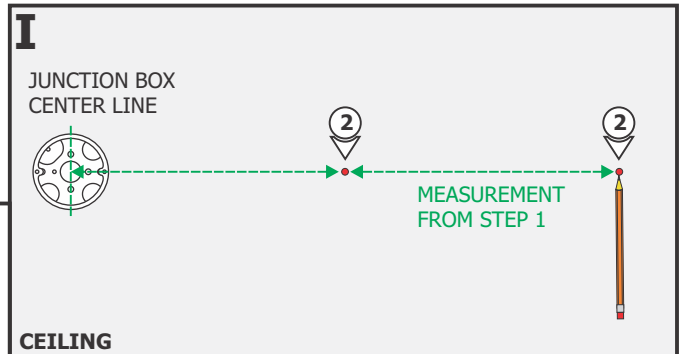 I
JUNCTION BOX
CENTER LINE
2
2
MEASUREMENT
FROM STEP 1
CEILING